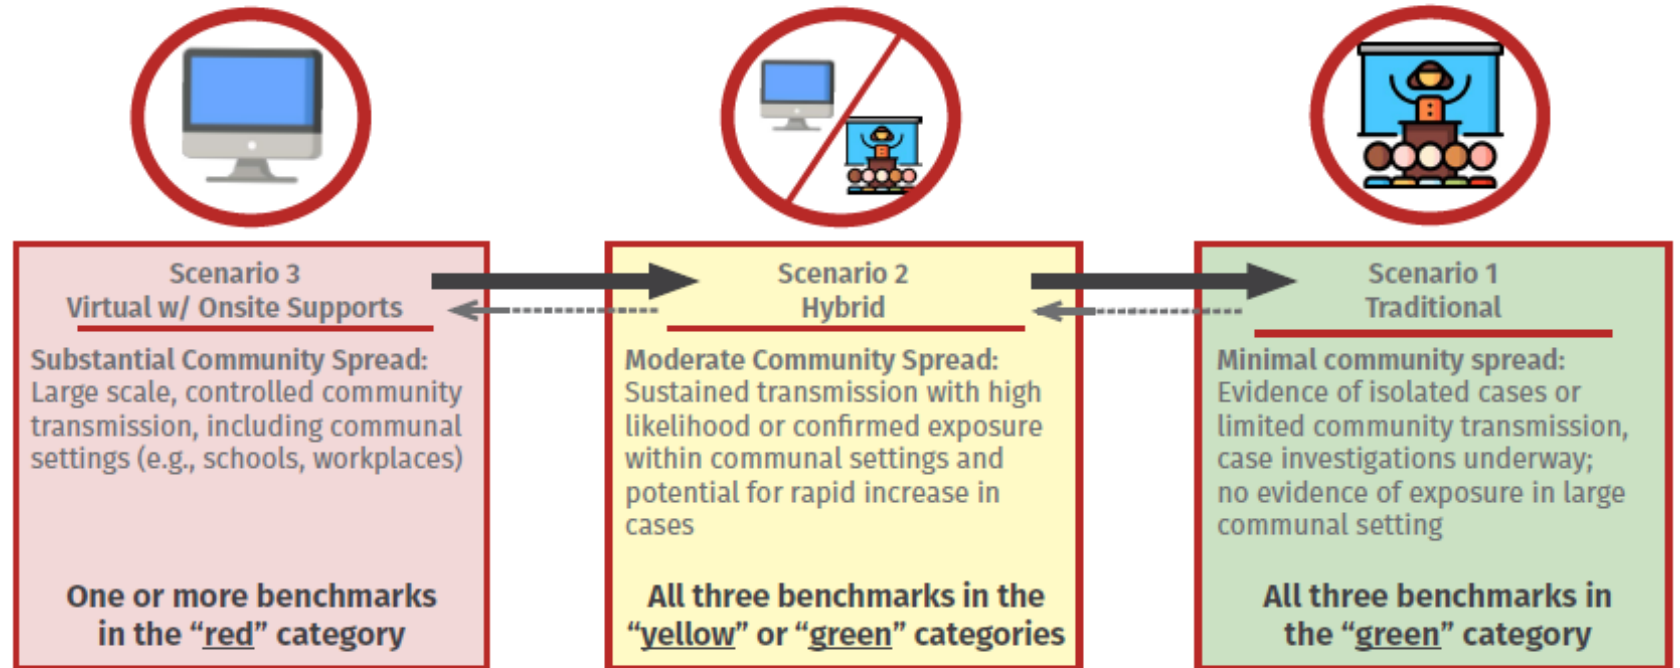 Scenario 3
Virtual w/ Onsite Supports
Substantial Community Spread:
Large scale, controlled community
transmission, including communal
settings (e.g., schools, workplaces)
One or more benchmarks
in the “red” category
Scenario 2
Hybrid
Moderate Community Spread:
Sustained transmission with high
likelihood or confirmed exposure
within communal settings and
potential for rapid increase in
cases
All three benchmarks in the
“yellow” or “green” categories
Scenario 1
Traditional
Minimal community spread:
Evidence of isolated cases or
limited community transmission,
case investigations underway;
no evidence of exposure in large
communal setting
All three benchmarks in
the “green” category